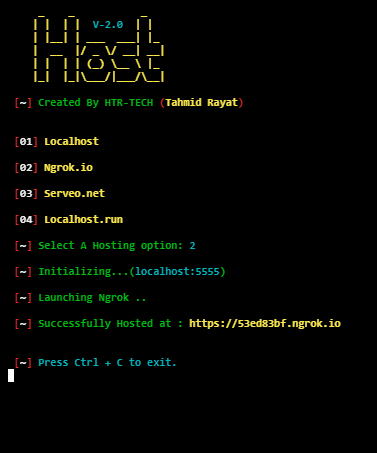 Host V-2.0
[~] Created By HTR-TECH (Tahmid Rayat)
[01] Localhost
[02] Ngrok.io
[03] Serveo.net
[04] Localhost.run
[~] Select A Hosting option: 2
[~] Initializing...(localhost:5555)
[~] Launching Ngrok ..
[~] Successfully Hosted at : https://53ed83bf.ngrok.io
[~] Press Ctrl + C to exit.